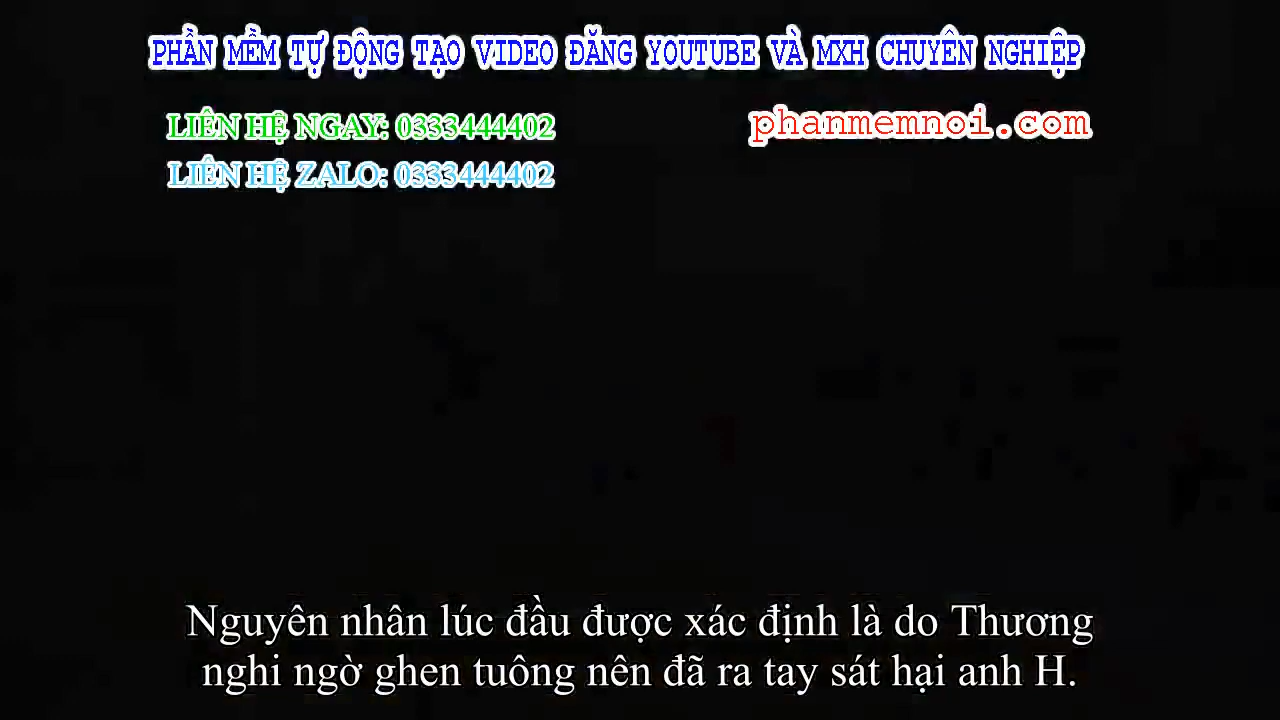 PHẦN MỀM TỰ ĐỘNG TẠO VIDEO ĐĂNG YOUTUBE VÀ MXH CHUYÊN NGHIỆP
LIÊN HỆ NGAY: 0333444402
phanmemnoi.com
LIÊN HỆ ZALO: 0333444402
Nguyên nhân lúc đầu được xác định là do Thương
nghi ngờ ghen tuông nên đã ra tay sát hại anh H.